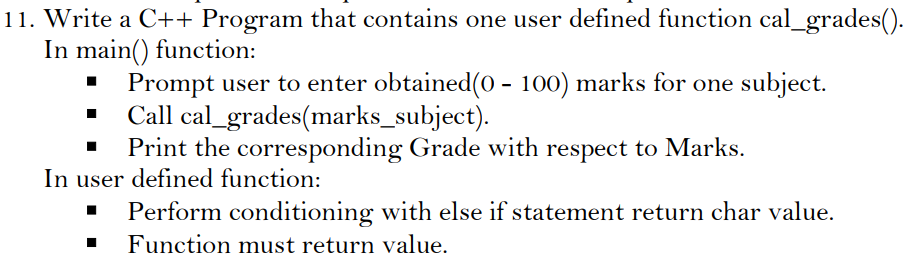 11. Write a C++ Program that contains one user defined function cal_grades().
In main() function:
▪ Prompt user to enter obtained(0 - 100) marks for one subject.
▪ Call cal_grades(marks_subject).
▪ Print the corresponding Grade with respect to Marks.
In user defined function:
▪ Perform conditioning with else if statement return char value.
▪ Function must return value.